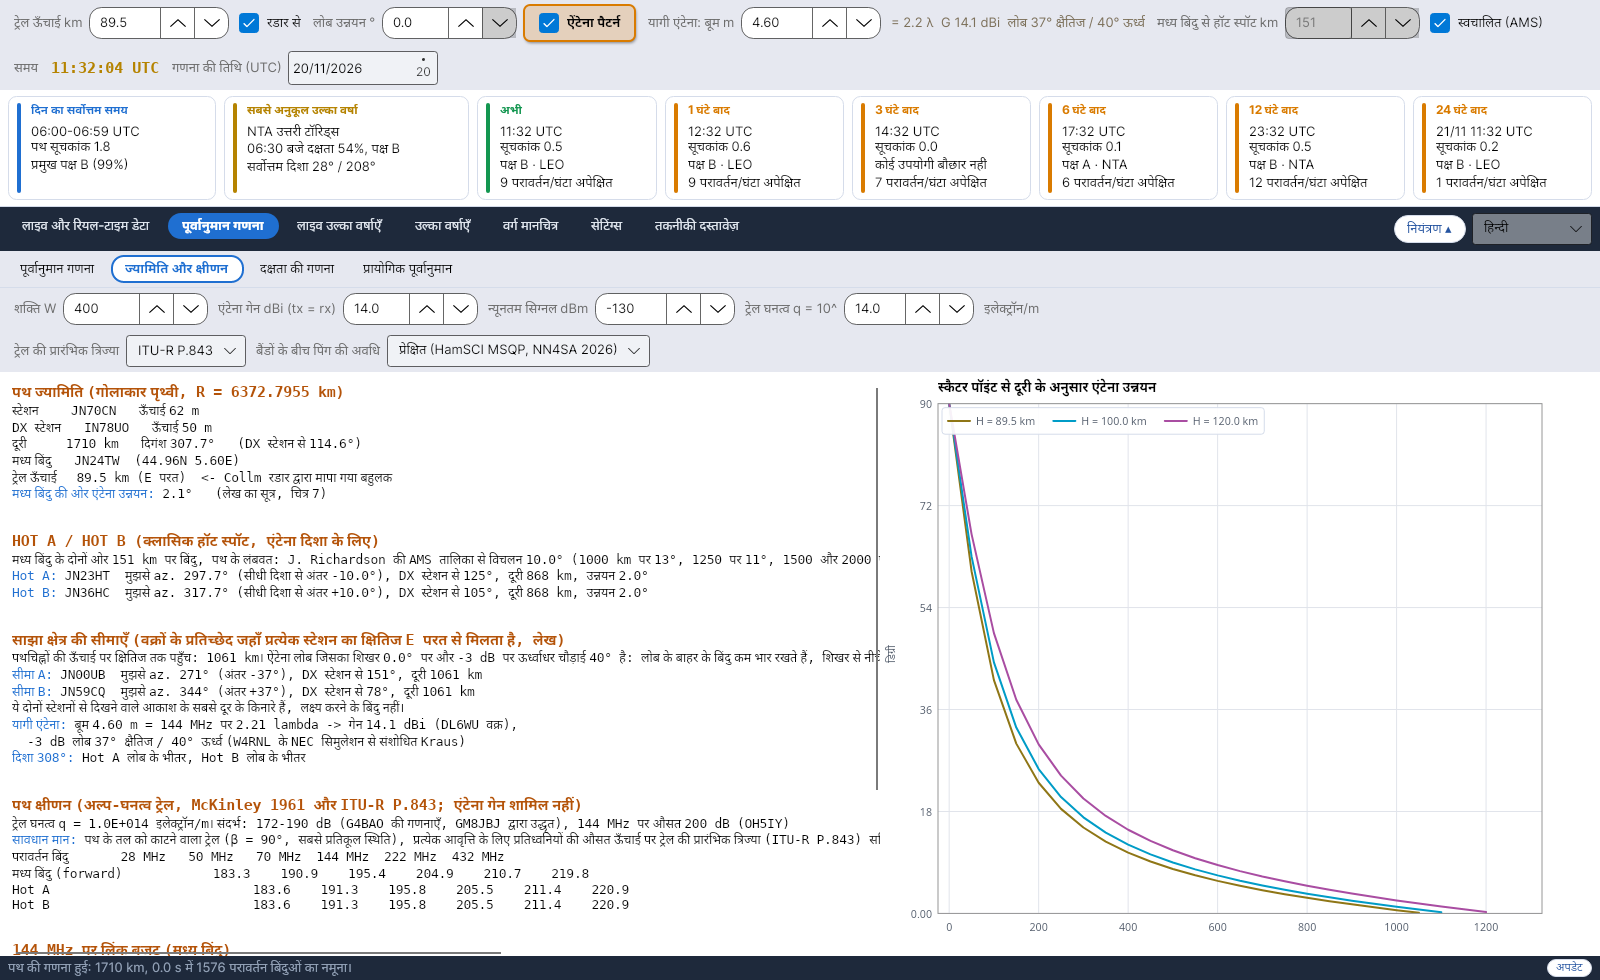 ट्रेल ऊँचाई km 89.5 रडार से लोब उन्नयन ° 0.0 ऐंटेना पैटर्न यागी एंटेना: बूम m 4.60 = 2.2 λ G 14.1 dBi लोब 37° क्षैतिज / 40° ऊर्ध्व मध्य बिंदु से हॉट स्पॉट km 151 स्वचालित (AMS)
समय 11:32:04 UTC गणना की तिथि (UTC) 20/11/2026 20
दिन का सर्वोत्तम समय
06:00-06:59 UTC
पथ सूचकांक 1.8
प्रमुख पक्ष B (99%)
सबसे अनुकूल उल्का वर्षा
NTA उत्तरी टॉरिड्स
06:30 बजे दक्षता 54%, पक्ष B
सर्वोत्तम दिशा 28° / 208°
अभी
11:32 UTC
सूचकांक 0.5
पक्ष B · LEO
9 परावर्तन/घंटा अपेक्षित
1 घंटे बाद
12:32 UTC
सूचकांक 0.6
पक्ष B · LEO
9 परावर्तन/घंटा अपेक्षित
3 घंटे बाद
14:32 UTC
सूचकांक 0.0
कोई उपयोगी बौछार नहीं
7 परावर्तन/घंटा अपेक्षित
6 घंटे बाद
17:32 UTC
सूचकांक 0.1
पक्ष A · NTA
6 परावर्तन/घंटा अपेक्षित
12 घंटे बाद
23:32 UTC
सूचकांक 0.5
पक्ष B · NTA
12 परावर्तन/घंटा अपेक्षित
24 घंटे बाद
21/11 11:32 UTC
सूचकांक 0.2
पक्ष B · LEO
1 परावर्तन/घंटा अपेक्षित
लाइव और रियल-टाइम डेटा पूर्वानुमान गणना लाइव उल्का वर्षाएँ उल्का वर्षाएँ वर्ग मानचित्र सेटिंग्स तकनीकी दस्तावेज़ नियंत्रण ▴ हिन्दी
पूर्वानुमान गणना ज्यामिति और क्षीणन दक्षता की गणना प्रायोगिक पूर्वानुमान
शक्ति W 400 एंटेना गेन dBi (tx = rx) 14.0 न्यूनतम सिग्नल dBm -130 ट्रेल घनत्व q = 10^ 14.0 इलेक्ट्रॉन/m
ट्रेल की प्रारंभिक त्रिज्या ITU-R P.843 बैंडों के बीच पिंग की अवधि प्रेक्षित (HamSCI MSQP, NN4SA 2026)
पथ ज्यामिति (गोलाकार पृथ्वी, R = 6372.7955 km)
स्टेशन JN70CN ऊँचाई 62 m
DX स्टेशन IN78UO ऊँचाई 50 m
दूरी 1710 km दिगंश 307.7° (DX स्टेशन से 114.6°)
मध्य बिंदु JN24TW (44.96N 5.60E)
ट्रेल ऊँचाई 89.5 km (E परत) <- Collm रडार द्वारा मापा गया बहुलक
मध्य बिंदु की ओर एंटेना उन्नयन: 2.1° (लेख का सूत्र, चित्र 7)
HOT A / HOT B (क्लासिक हॉट स्पॉट, एंटेना दिशा के लिए)
मध्य बिंदु के दोनों ओर 151 km पर बिंदु, पथ के लंबवत: J. Richardson की AMS तालिका से विचलन 10.0° (1000 km पर 13°, 1250 पर 11°, 1500 और 2000
Hot A: JN23HT मुझसे az. 297.7° (सीधी दिशा से अंतर -10.0°), DX स्टेशन से 125°, दूरी 868 km, उन्नयन 2.0°
Hot B: JN36HC मुझसे az. 317.7° (सीधी दिशा से अंतर +10.0°), DX स्टेशन से 105°, दूरी 868 km, उन्नयन 2.0°
साझा क्षेत्र की सीमाएँ (वक्रों के प्रतिच्छेद जहाँ प्रत्येक स्टेशन का क्षितिज E परत से मिलता है, लेख)
पथचिह्नों की ऊँचाई पर क्षितिज तक पहुँच: 1061 km। ऐंटेना लोब जिसका शिखर 0.0° पर और -3 dB पर ऊर्ध्वाधर चौड़ाई 40° है: लोब के बाहर के बिंदु कम भार रखते हैं, शिखर से नीचे
सीमा A: JN00UB मुझसे az. 271° (अंतर -37°), DX स्टेशन से 151°, दूरी 1061 km
सीमा B: JN59CQ मुझसे az. 344° (अंतर +37°), DX स्टेशन से 78°, दूरी 1061 km
ये दोनों स्टेशनों से दिखने वाले आकाश के सबसे दूर के किनारे हैं, लक्ष्य करने के बिंदु नहीं।
यागी एंटेना: बूम 4.60 m = 144 MHz पर 2.21 lambda -> गेन 14.1 dBi (DL6WU वक्र),
-3 dB लोब 37° क्षैतिज / 40° ऊर्ध्व (W4RNL के NEC सिमुलेशन से संशोधित Kraus)
दिशा 308°: Hot A लोब के भीतर, Hot B लोब के भीतर
पथ क्षीणन (अल्प-घनत्व ट्रेल, McKinley 1961 और ITU-R P.843; एंटेना गेन शामिल नहीं)
ट्रेल घनत्व q = 1.0E+014 इलेक्ट्रॉन/m। संदर्भ: 172-190 dB (G4BAO की गणनाएँ, GM8JBJ द्वारा उद्धृत), 144 MHz पर औसत 200 dB (OH5IY)
सावधान मान: पथ के तल को काटने वाला ट्रेल (β = 90°, सबसे प्रतिकूल स्थिति), प्रत्येक आवृत्ति के लिए प्रतिध्वनियों की औसत ऊँचाई पर ट्रेल की प्रारंभिक त्रिज्या (ITU-R P.843)
परावर्तन बिंदु 28 MHz 50 MHz 70 MHz 144 MHz 222 MHz 432 MHz
मध्य बिंदु (forward) 183.3 190.9 195.4 204.9 210.7 219.8
Hot A 183.6 191.3 195.8 205.5 211.4 220.9
Hot B 183.6 191.3 195.8 205.5 211.4 220.9
144 MHz पर लिंक बजट (मध्य बिंदु)
स्कैटर पॉइंट से दूरी के अनुसार एंटेना उन्नयन
H = 89.5 km H = 100.0 km H = 120.0 km
डिग्री
90
72
54
36
18
0.00
0 200 400 600 800 1000 1200
पथ की गणना हुई: 1710 km, 0.0 s में 1576 परावर्तन बिंदुओं का नमूना। अपडेट